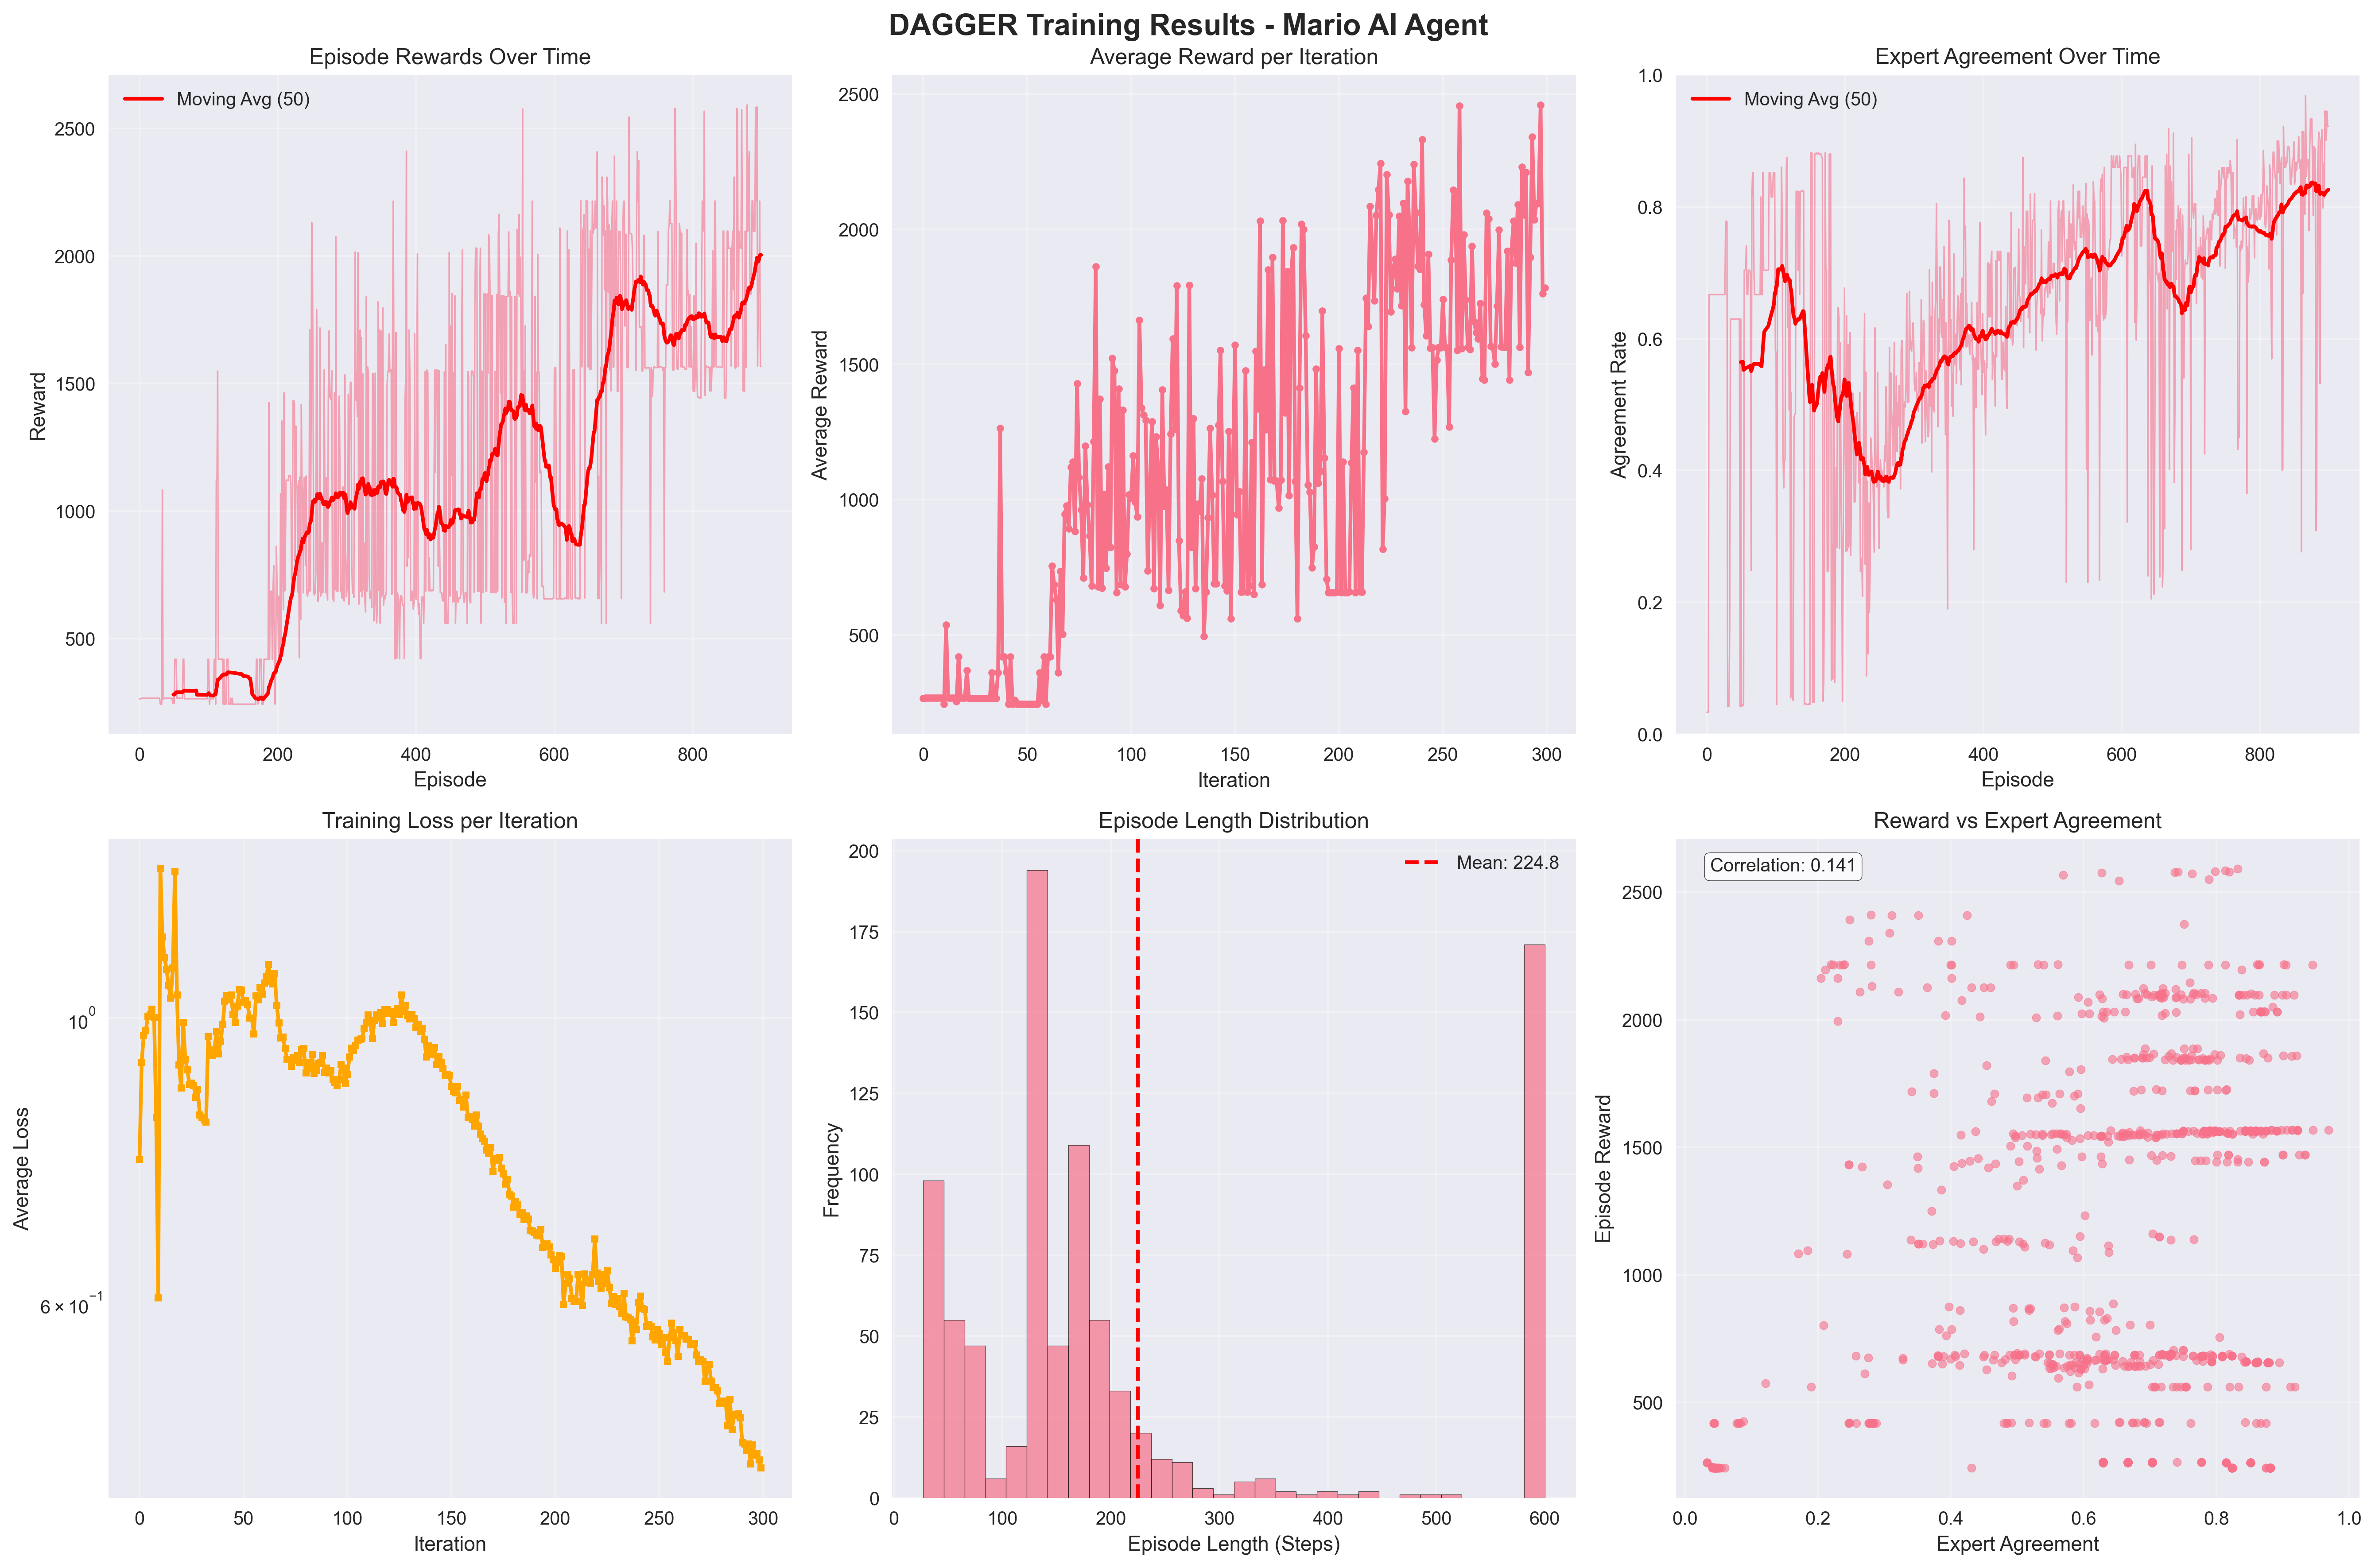 DAGGER Training Results - Mario AI Agent
Episode Rewards Over Time
Moving Avg (50)
Reward
2500
2000
1500
1000
500
0 200 400 600 800
Episode
Average Reward per Iteration
Average Reward
2500
2000
1500
1000
500
0 50 100 150 200 250 300
Iteration
Expert Agreement Over Time
Moving Avg (50)
Agreement Rate
1.0
0.8
0.6
0.4
0.2
0.0
0 200 400 600 800
Episode
Training Loss per Iteration
Average Loss
10⁰
6 × 10⁻¹
0 50 100 150 200 250 300
Iteration
Episode Length Distribution
Mean: 224.8
Frequency
200
175
150
125
100
75
50
25
0
0 100 200 300 400 500 600
Episode Length (Steps)
Reward vs Expert Agreement
Correlation: 0.141
Episode Reward
2500
2000
1500
1000
500
0.0 0.2 0.4 0.6 0.8 1.0
Expert Agreement